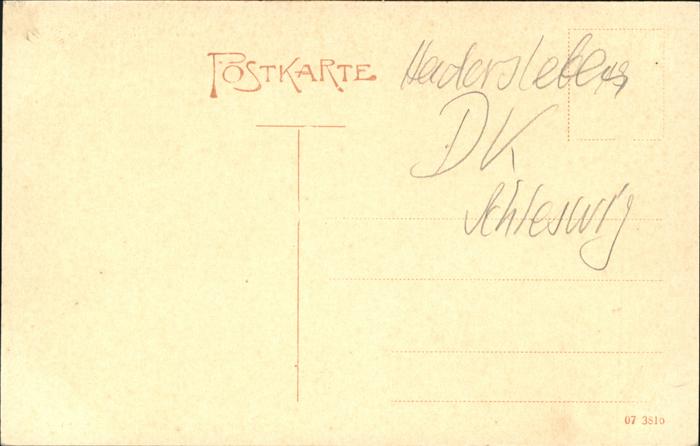 POSTKARTE
Hadersleben
DK
Schleswig
07 3810